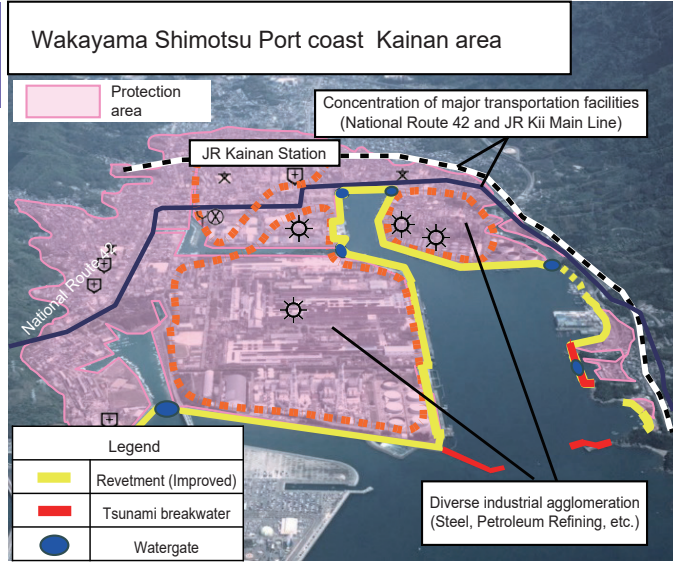 Wakayama Shimotsu Port coast Kainan area
Protection
area
Concentration of major transportation facilities
(National Route 42 and JR Kii Main Line)
JR Kainan Station
National Route 42
Diverse industrial agglomeration
(Steel, Petroleum Refining, etc.)
Legend
Revetment (Improved)
Tsunami breakwater
Watergate